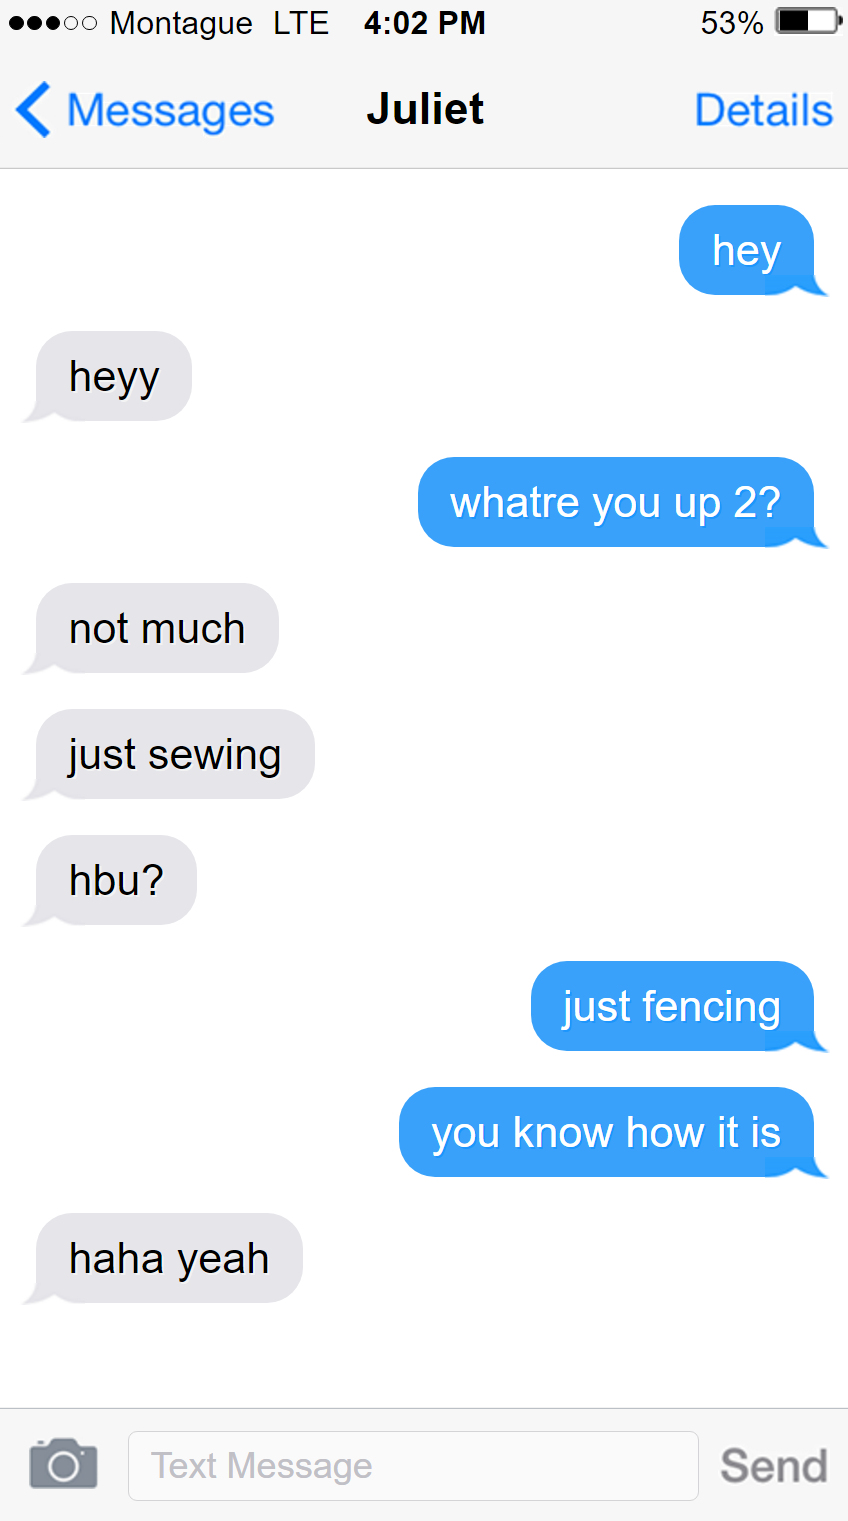 Montague LTE 4:02 PM 53%
Messages Juliet Details
hey
heyy
whatre you up 2?
not much
just sewing
hbu?
just fencing
you know how it is
haha yeah
Text Message Send